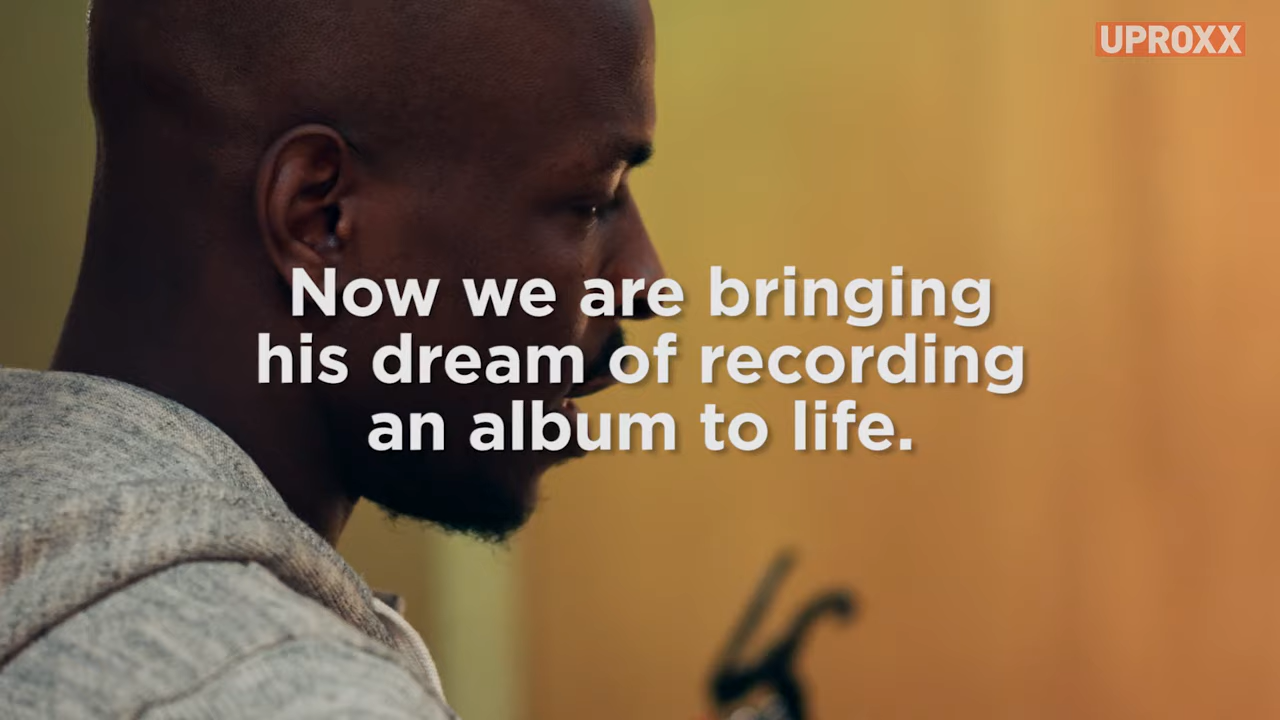 UPROXX
Now we are bringing
his dream of recording
an album to life.